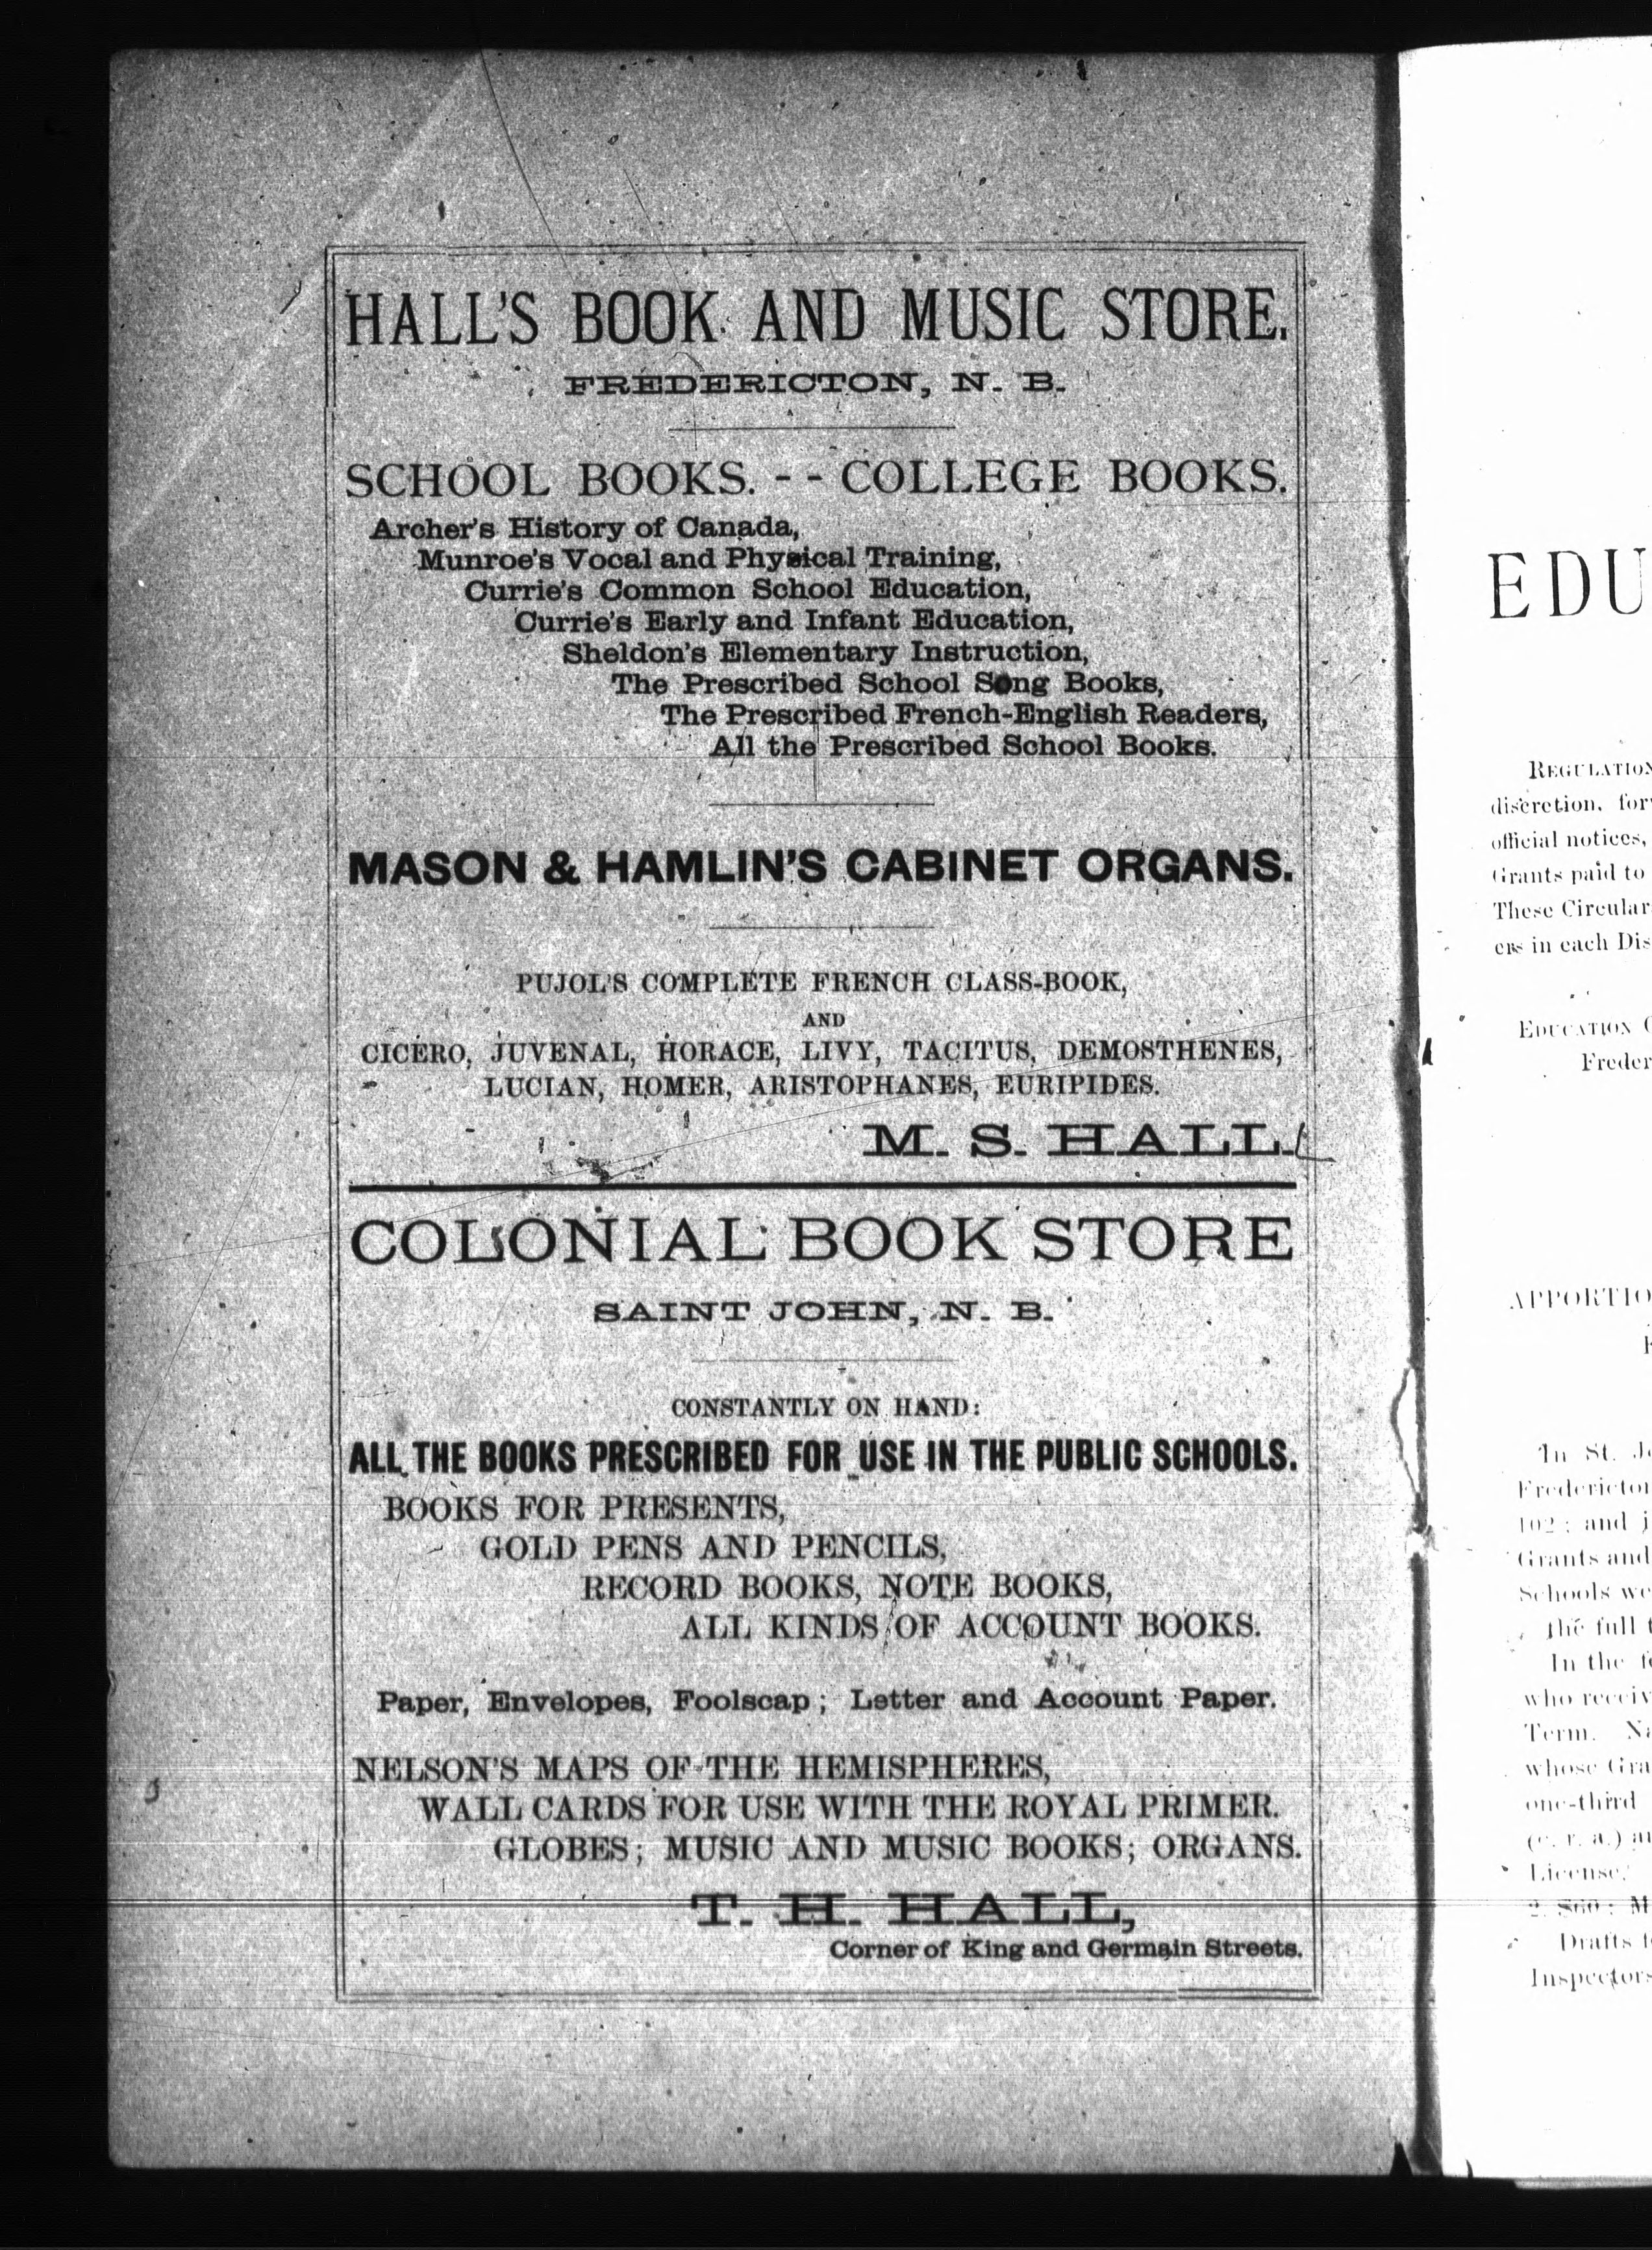 HALL'S BOOK AND MUSIC STORE.
FREDERICTON, N. B.
SCHOOL BOOKS. - - COLLEGE BOOKS.
Archer's History of Canada,
Munroe's Vocal and Physical Training,
Currie's Common School Education,
Currie's Early and Infant Education,
Sheldon's Elementary Instruction,
The Prescribed School Song Books,
The Prescribed French-English Readers,
All the Prescribed School Books.
MASON & HAMLIN'S CABINET ORGANS.
PUJOL'S COMPLETE FRENCH CLASS-BOOK,
AND
CICERO, JUVENAL, HORACE, LIVY, TACITUS, DEMOSTHENES,
LUCIAN, HOMER, ARISTOPHANES, EURIPIDES.
M. S. HALL.
COLONIAL BOOK STORE
SAINT JOHN, N. B.
CONSTANTLY ON HAND:
ALL THE BOOKS PRESCRIBED FOR USE IN THE PUBLIC SCHOOLS.
BOOKS FOR PRESENTS,
GOLD PENS AND PENCILS,
RECORD BOOKS, NOTE BOOKS,
ALL KINDS OF ACCOUNT BOOKS.
Paper, Envelopes, Foolscap; Letter and Account Paper.
NELSON'S MAPS OF THE HEMISPHERES,
WALL CARDS FOR USE WITH THE ROYAL PRIMER.
GLOBES; MUSIC AND MUSIC BOOKS; ORGANS.
T. H. HALL,
Corner of King and Germain Streets.
EDU
REGULATION
discretion, for
official notices,
Grants paid to
These Circular
ers in each Dis
EDUCATION
Freder
APPORTIO
In St.
Fredericton
102; and
Grants and
Schools we
the full
In the
who receiv
Term.
whose Gra
one-third
(c. r. a.)
License,
2. $60;
Drafts
Inspectors